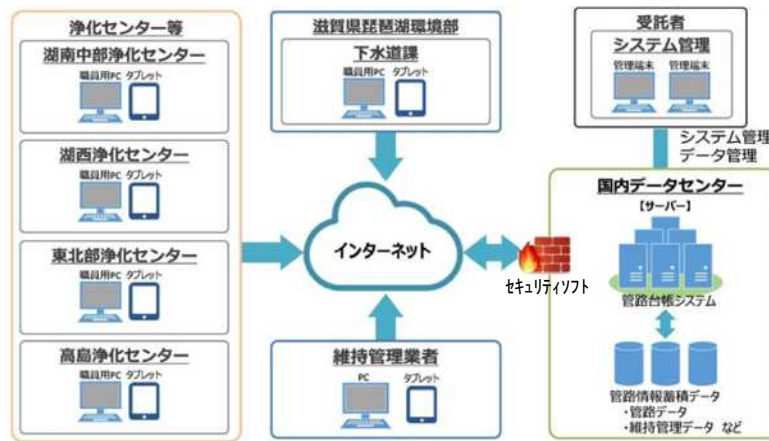 浄化センター等
湖南中部浄化センター
職員用PC タブレット
湖西浄化センター
職員用PC タブレット
東北部浄化センター
職員用PC タブレット
高島浄化センター
職員用PC タブレット
滋賀県琵琶湖環境部
下水道課
職員用PC タブレット
インターネット
維持管理業者
PC タブレット
セキュリティソフト
受託者
システム管理
管理端末 管理端末
システム管理
データ管理
国内データセンター
【サーバー】
管路台帳システム
管路情報蓄積データ
・管路データ
・維持管理データ など